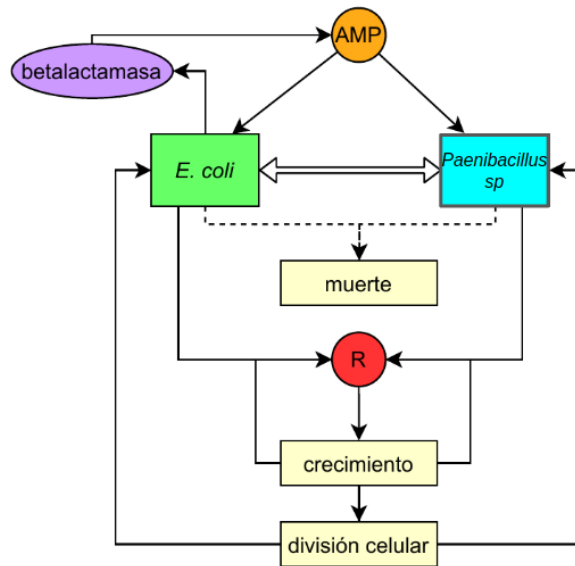 AMP
betalactamasa
E. coli
Paenibacillus
sp
muerte
R
crecimiento
división celular